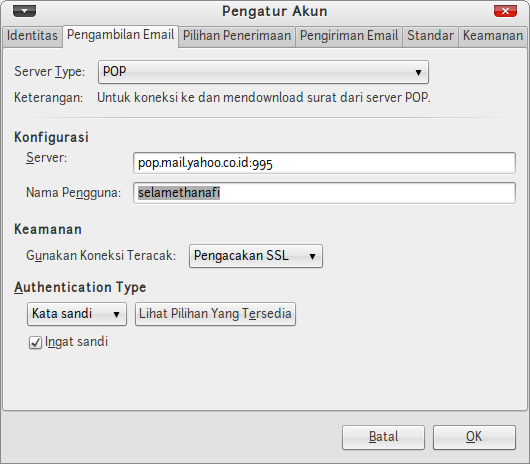 Pengatur Akun
Identitas Pengambilan Email Pilihan Penerimaan Pengiriman Email Standar Keamanan
Server Type: POP
Keterangan: Untuk koneksi ke dan mendownload surat dari server POP.
Konfigurasi
Server: pop.mail.yahoo.co.id:995
Nama Pengguna: selamethanafi
Keamanan
Gunakan Koneksi Teracak: Pengacakan SSL
Authentication Type
Kata sandi Lihat Pilihan Yang Tersedia
Ingat sandi
Batal OK